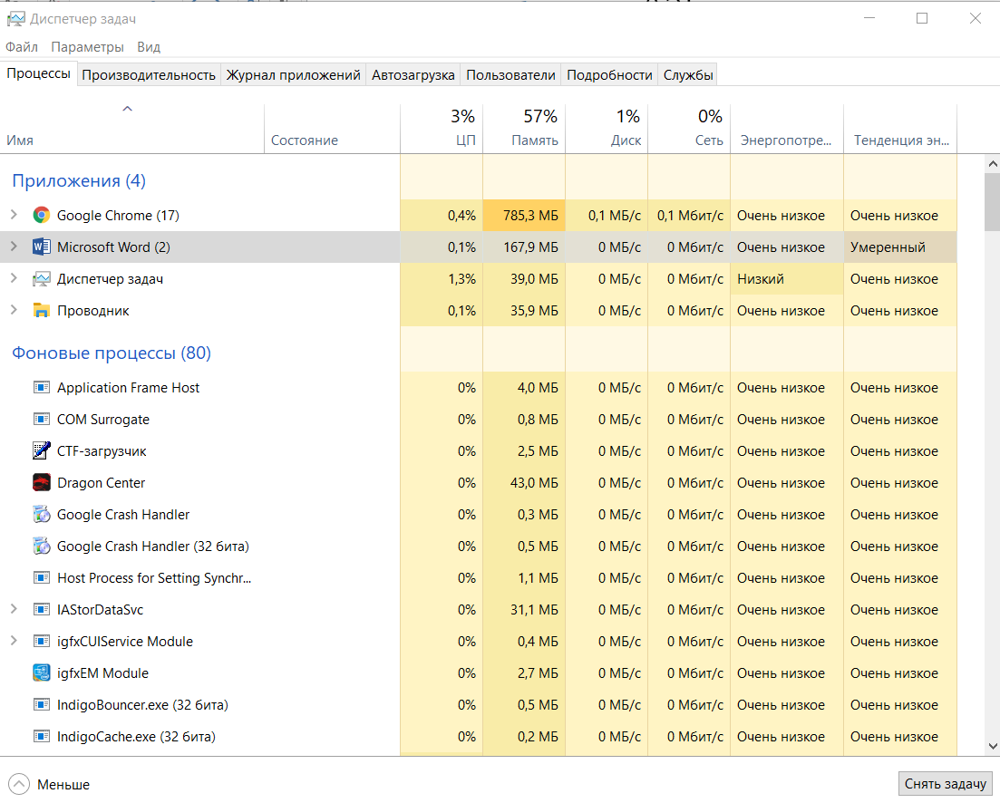 Диспетчер задач
Файл Параметры Вид
Процессы Производительность Журнал приложений Автозагрузка Пользователи Подробности Службы
3% 57% 1% 0%
Имя Состояние ЦП Память Диск Сеть Энергопотре... Тенденция эн...
Приложения (4)
Google Chrome (17) 0,4% 785,3 МБ 0,1 МБ/с 0,1 Мбит/с Очень низкое Очень низкое
Microsoft Word (2) 0,1% 167,9 МБ 0 МБ/с 0 Мбит/с Очень низкое Умеренный
Диспетчер задач 1,3% 39,0 МБ 0 МБ/с 0 Мбит/с Низкий Очень низкое
Проводник 0,1% 35,9 МБ 0 МБ/с 0 Мбит/с Очень низкое Очень низкое
Фоновые процессы (80)
Application Frame Host 0% 4,0 МБ 0 МБ/с 0 Мбит/с Очень низкое Очень низкое
COM Surrogate 0% 0,8 МБ 0 МБ/с 0 Мбит/с Очень низкое Очень низкое
CTF-загрузчик 0% 2,5 МБ 0 МБ/с 0 Мбит/с Очень низкое Очень низкое
Dragon Center 0% 43,0 МБ 0 МБ/с 0 Мбит/с Очень низкое Очень низкое
Google Crash Handler 0% 0,3 МБ 0 МБ/с 0 Мбит/с Очень низкое Очень низкое
Google Crash Handler (32 бита) 0% 0,5 МБ 0 МБ/с 0 Мбит/с Очень низкое Очень низкое
Host Process for Setting Synchr... 0% 1,1 МБ 0 МБ/с 0 Мбит/с Очень низкое Очень низкое
IAStorDataSvc 0% 31,1 МБ 0 МБ/с 0 Мбит/с Очень низкое Очень низкое
igfxCUIService Module 0% 0,4 МБ 0 МБ/с 0 Мбит/с Очень низкое Очень низкое
igfxEM Module 0% 2,7 МБ 0 МБ/с 0 Мбит/с Очень низкое Очень низкое
IndigoBouncer.exe (32 бита) 0% 0,5 МБ 0 МБ/с 0 Мбит/с Очень низкое Очень низкое
IndigoCache.exe (32 бита) 0% 0,2 МБ 0 МБ/с 0 Мбит/с Очень низкое Очень низкое
Меньше Снять задачу